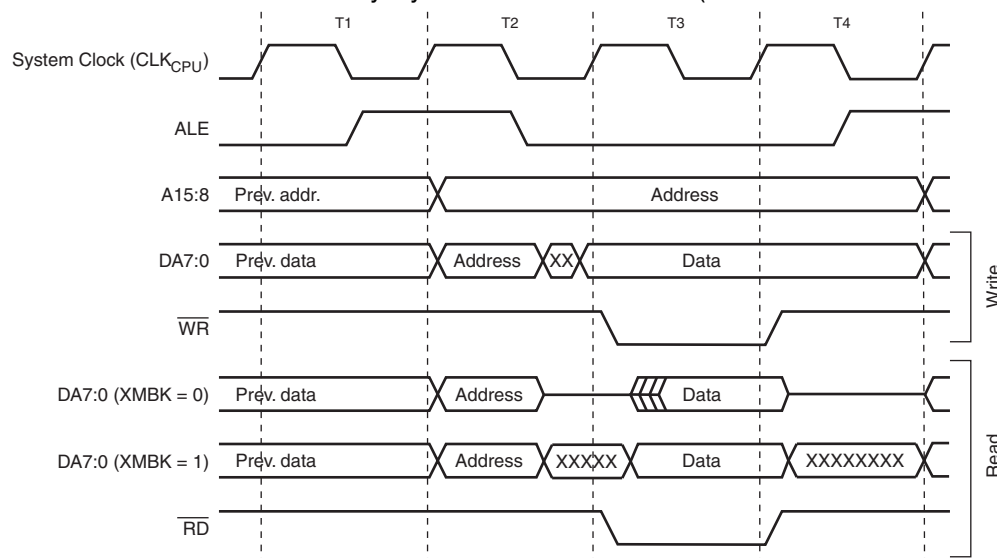 T1 T2 T3 T4
System Clock (CLKCPU)
ALE
A15:8 Prev. addr. Address
DA7:0 Prev. data Address XX Data
WR
Write
DA7:0 (XMBK = 0) Prev. data Address Data
DA7:0 (XMBK = 1) Prev. data Address XXXXX Data XXXXXXXX
RD
Read